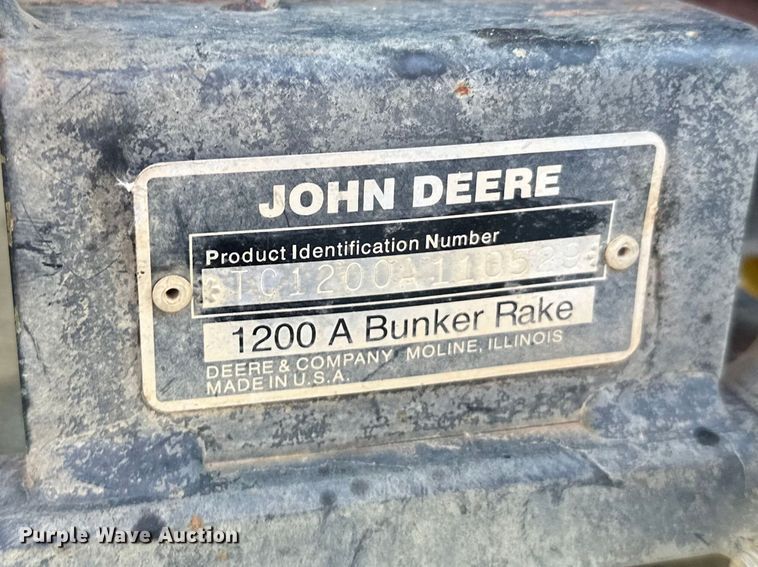 JOHN DEERE
Product Identification Number
1200 A Bunker Rake
DEERE & COMPANY MOLINE, ILLINOIS
MADE IN U.S.A.
Purple Wave Auction